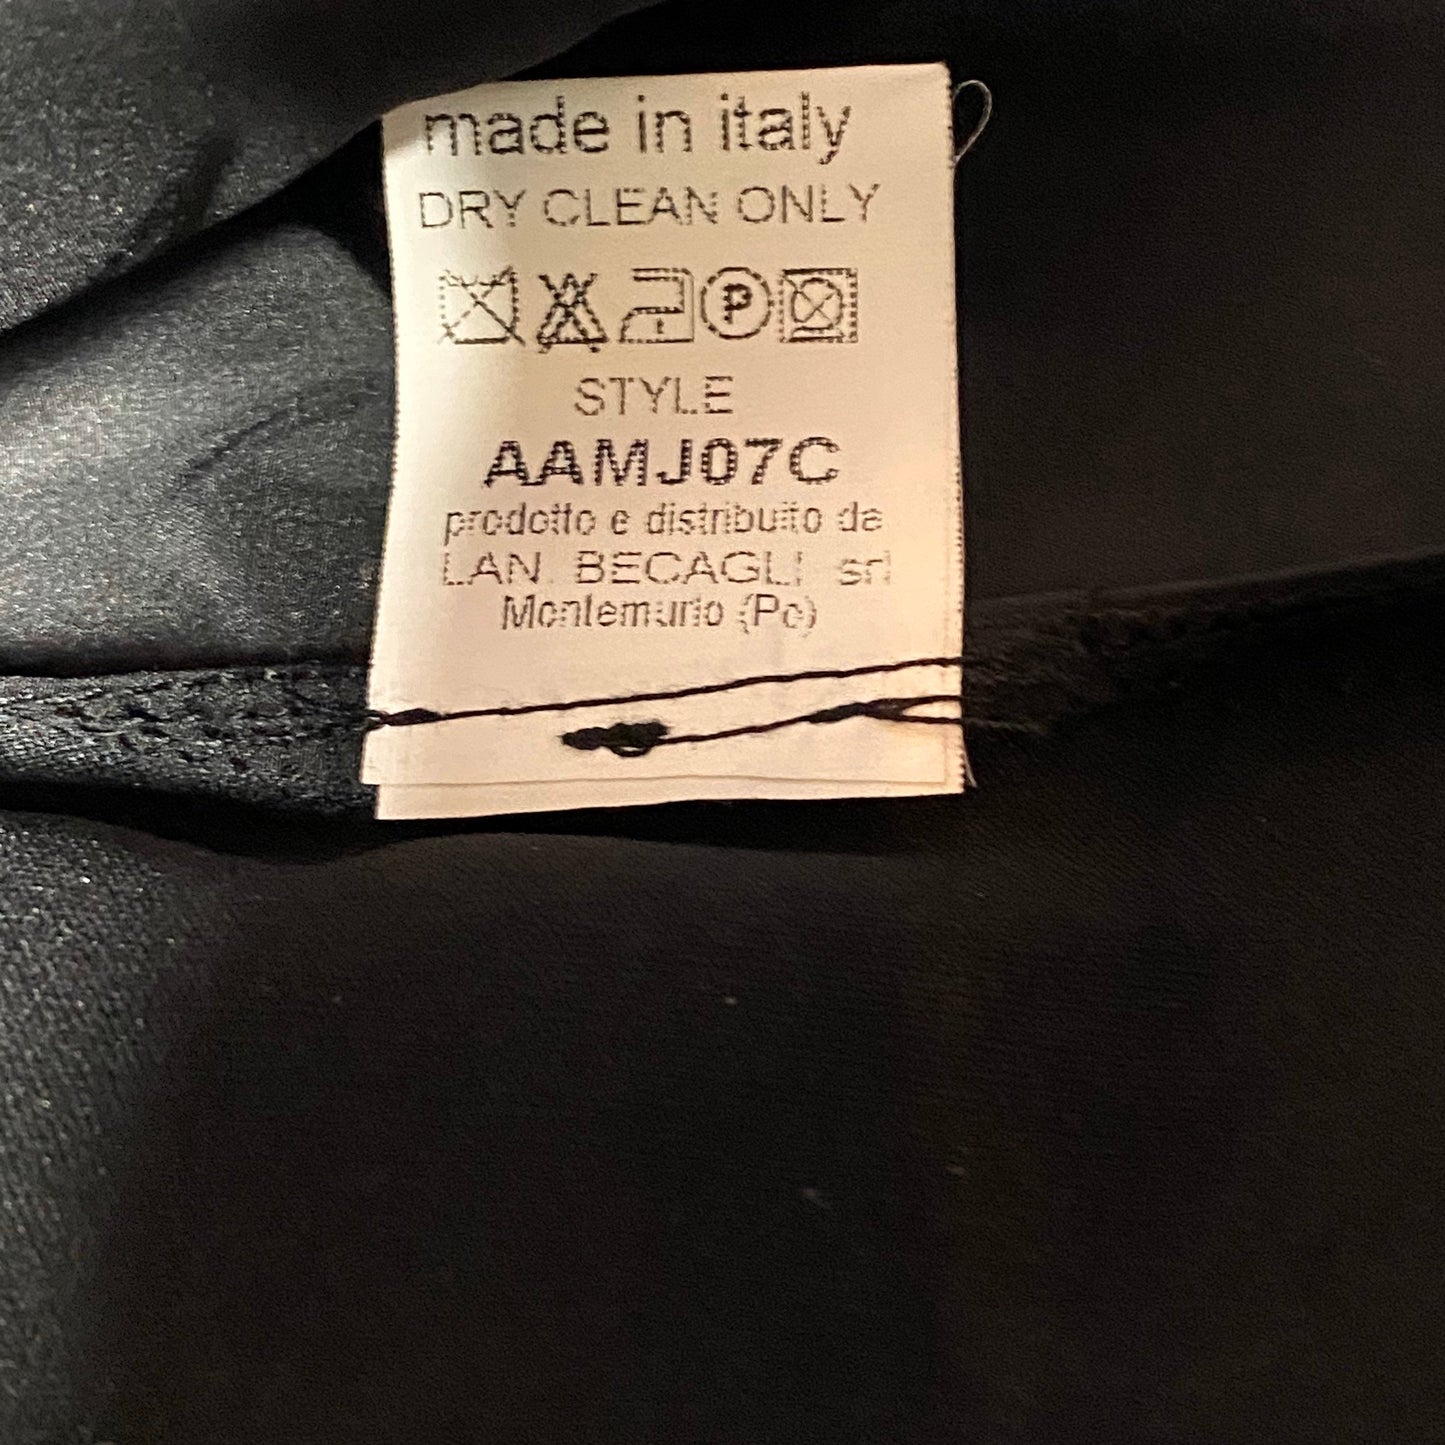 made in italy
DRY CLEAN ONLY
P
STYLE
AAMJ07C
prodotto e distribuito da
LAN. BECAGLI srl
Montemurlo (Po)